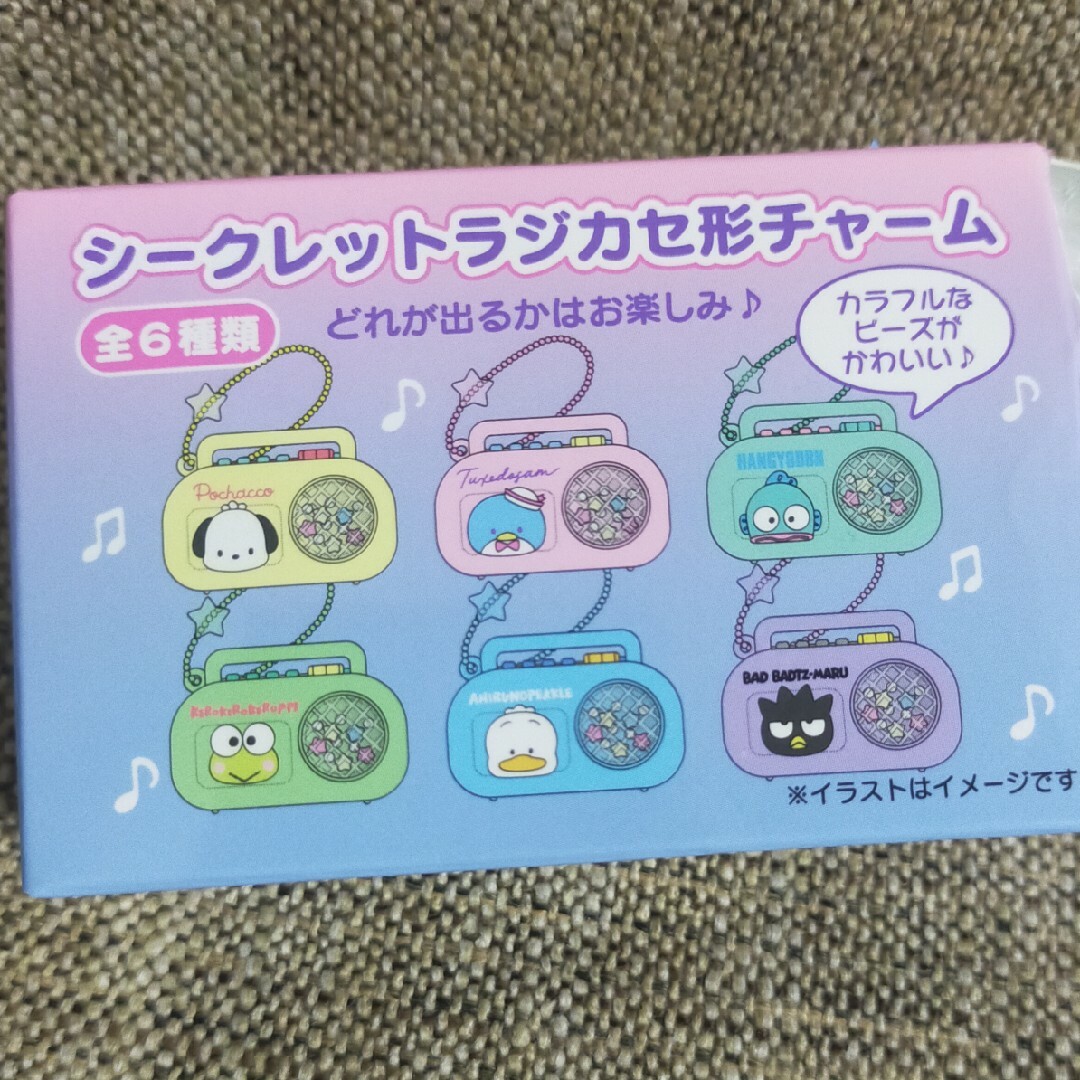 シークレットラジカセ形チャーム
全6種類
どれが出るかはお楽しみ♪
カラフルな
ビーズが
かわいい♪
Pochacco
Tuxedosam
HANGYODON
KEROKEROKEROPPI
AHIRUNOPEKKLE
BAD BADTZ-MARU
※イラストはイメージです